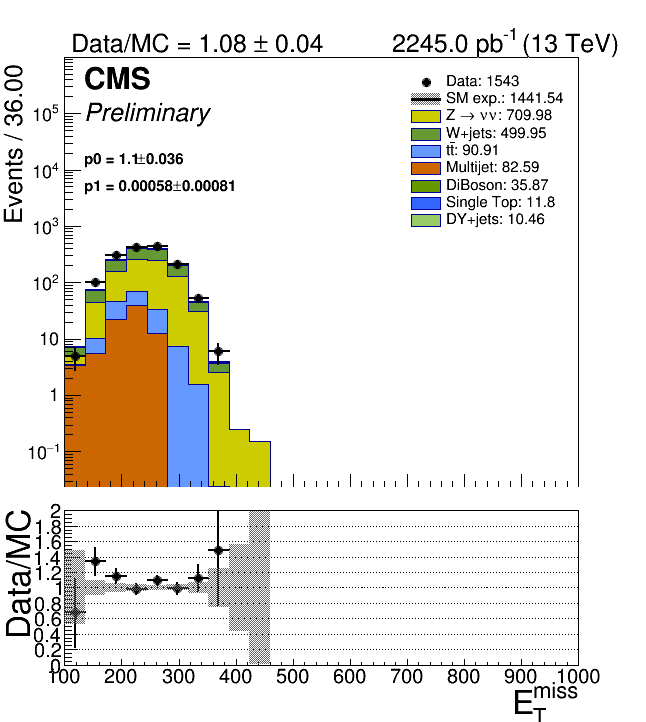 Data/MC = 1.08 ± 0.04 2245.0 pb⁻¹ (13 TeV)
Events / 36.00
CMS
Preliminary
p0 = 1.1±0.036
p1 = 0.00058±0.00081
Data: 1543
SM exp.: 1441.54
Z → νν: 709.98
W+jets: 499.95
tt̄: 90.91
Multijet: 82.59
DiBoson: 35.87
Single Top: 11.8
DY+jets: 10.46
10⁵
10⁴
10³
10²
10
1
10⁻¹
Data/MC
2
1.8
1.6
1.4
1.2
1
0.8
0.6
0.4
0.2
0
100 200 300 400 500 600 700 800 900 1000
E_T^miss